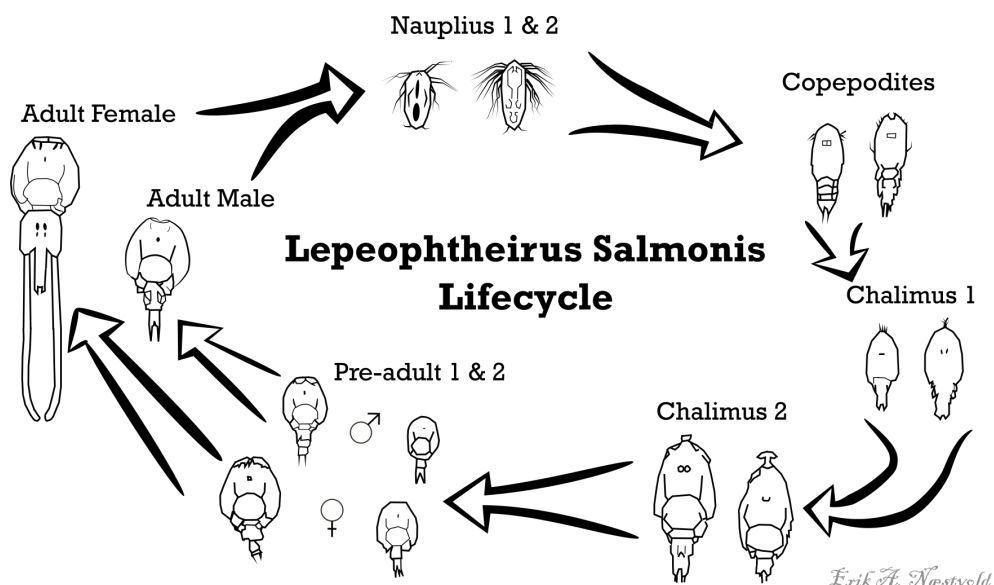 Nauplius 1 & 2
Copepodites
Adult Female
Adult Male
Lepeophtheirus Salmonis
Lifecycle
Chalimus 1
Pre-adult 1 & 2
Chalimus 2
Erik A. Næstvold